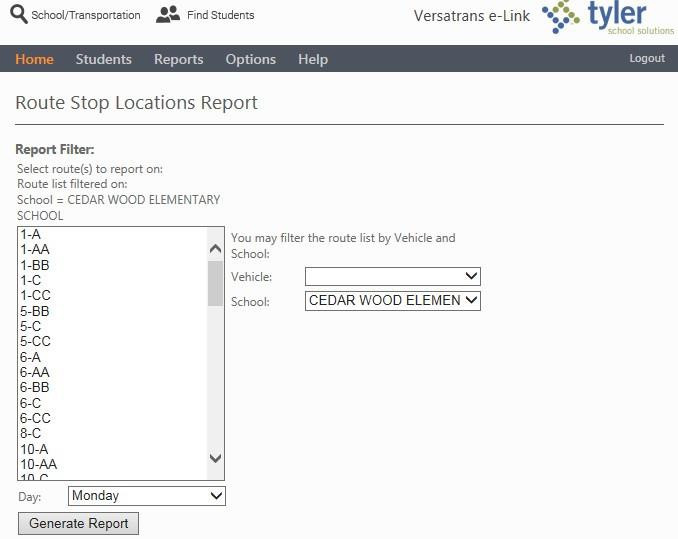 School/Transportation Find Students Versatrans e-Link tyler
school solutions
Home Students Reports Options Help Logout
Route Stop Locations Report
Report Filter:
Select route(s) to report on:
Route list filtered on:
School = CEDAR WOOD ELEMENTARY
SCHOOL
1-A
1-AA
1-BB
1-C
1-CC
5-BB
5-C
5-CC
6-A
6-AA
6-BB
6-C
6-CC
8-C
10-A
10-AA
10-C
You may filter the route list by Vehicle and
School:
Vehicle:
School: CEDAR WOOD ELEMEN
Day: Monday
Generate Report